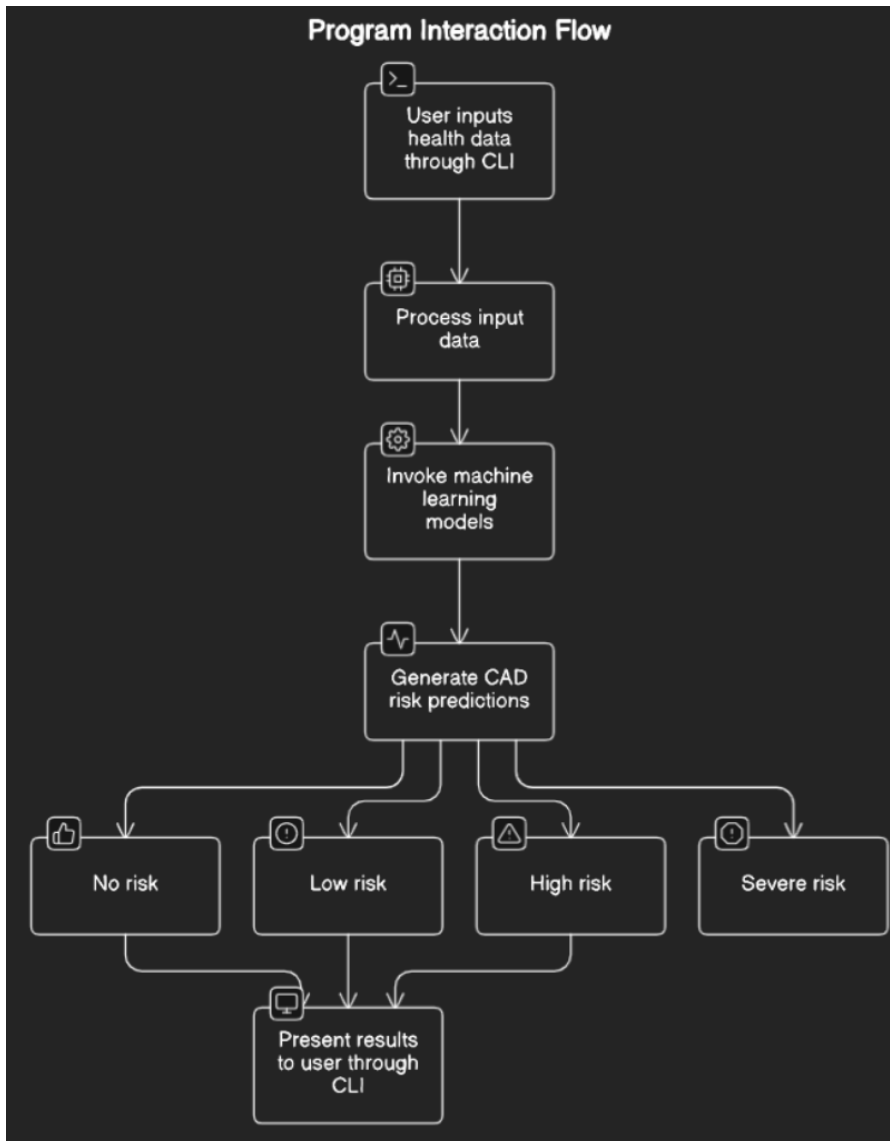 Program Interaction Flow
User inputs
health data
through CLI
Process input
data
Invoke machine
learning
models
Generate CAD
risk predictions
No risk
Low risk
High risk
Severe risk
Present results
to user through
CLI